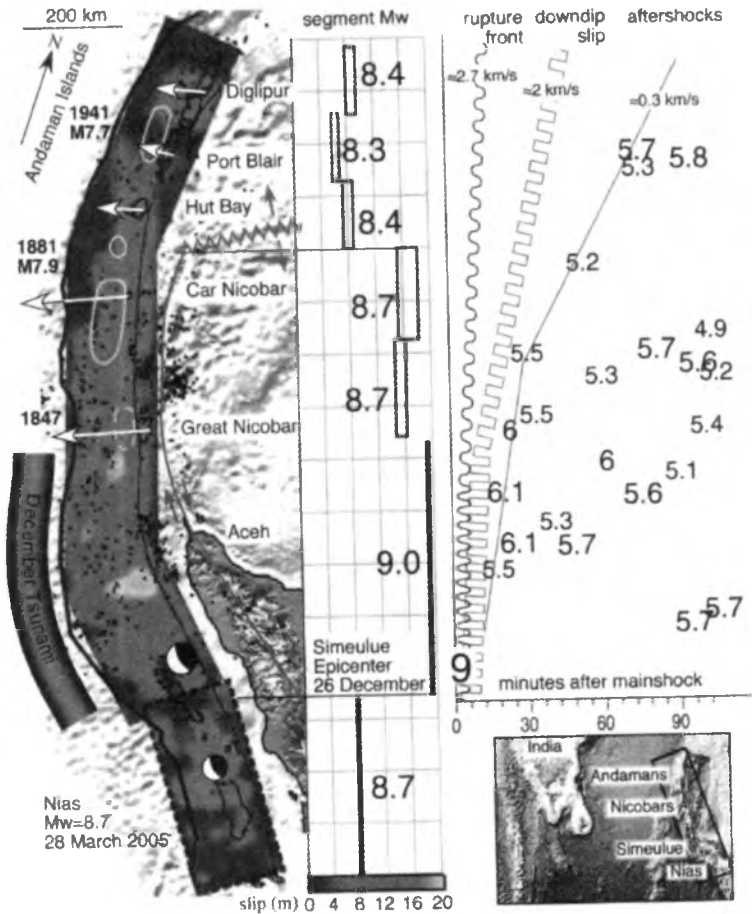 200 km
segment Mw
rupture front
downdip slip
aftershocks
N
Andaman Islands
≈2.7 km/s
≈2 km/s
≈0.3 km/s
Diglipur
8.4
1941
M7.7
Port Blair
8.3
Hut Bay
8.4
1881
M7.9
Car Nicobar
8.7
1847
Great Nicobar
8.7
December Tsunami
Aceh
9.0
Simeulue
Epicenter
26 December
Nias
Mw=8.7
28 March 2005
8.7
slip (m) 0 4 8 12 16 20
5.7
5.3
5.8
5.2
4.9
5.5
5.7
5.6
5.2
5.3
5.5
6
5.4
6
5.1
6.1
5.6
5.3
6.1
5.7
5.5
5.7
5.7
9
minutes after mainshock
0 30 60 90
India
Andamans
Nicobars
Simeulue
Nias